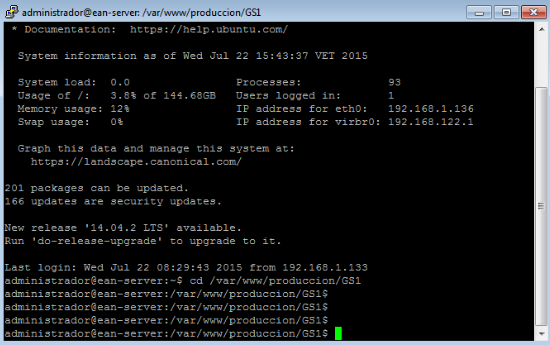 administrador@ean-server: /var/www/produccion/GS1
* Documentation:  https://help.ubuntu.com/
System information as of Wed Jul 22 15:43:37 VET 2015
System load:  0.0               Processes:              93
Usage of /:   3.8% of 144.68GB  Users logged in:        1
Memory usage: 12%               IP address for eth0:   192.168.1.136
Swap usage:   0%                IP address for virbr0: 192.168.122.1
Graph this data and manage this system at:
https://landscape.canonical.com/
201 packages can be updated.
166 updates are security updates.
New release '14.04.2 LTS' available.
Run 'do-release-upgrade' to upgrade to it.
Last login: Wed Jul 22 08:29:43 2015 from 192.168.1.133
administrador@ean-server:~$ cd /var/www/produccion/GS1
administrador@ean-server:/var/www/produccion/GS1$
administrador@ean-server:/var/www/produccion/GS1$
administrador@ean-server:/var/www/produccion/GS1$
administrador@ean-server:/var/www/produccion/GS1$